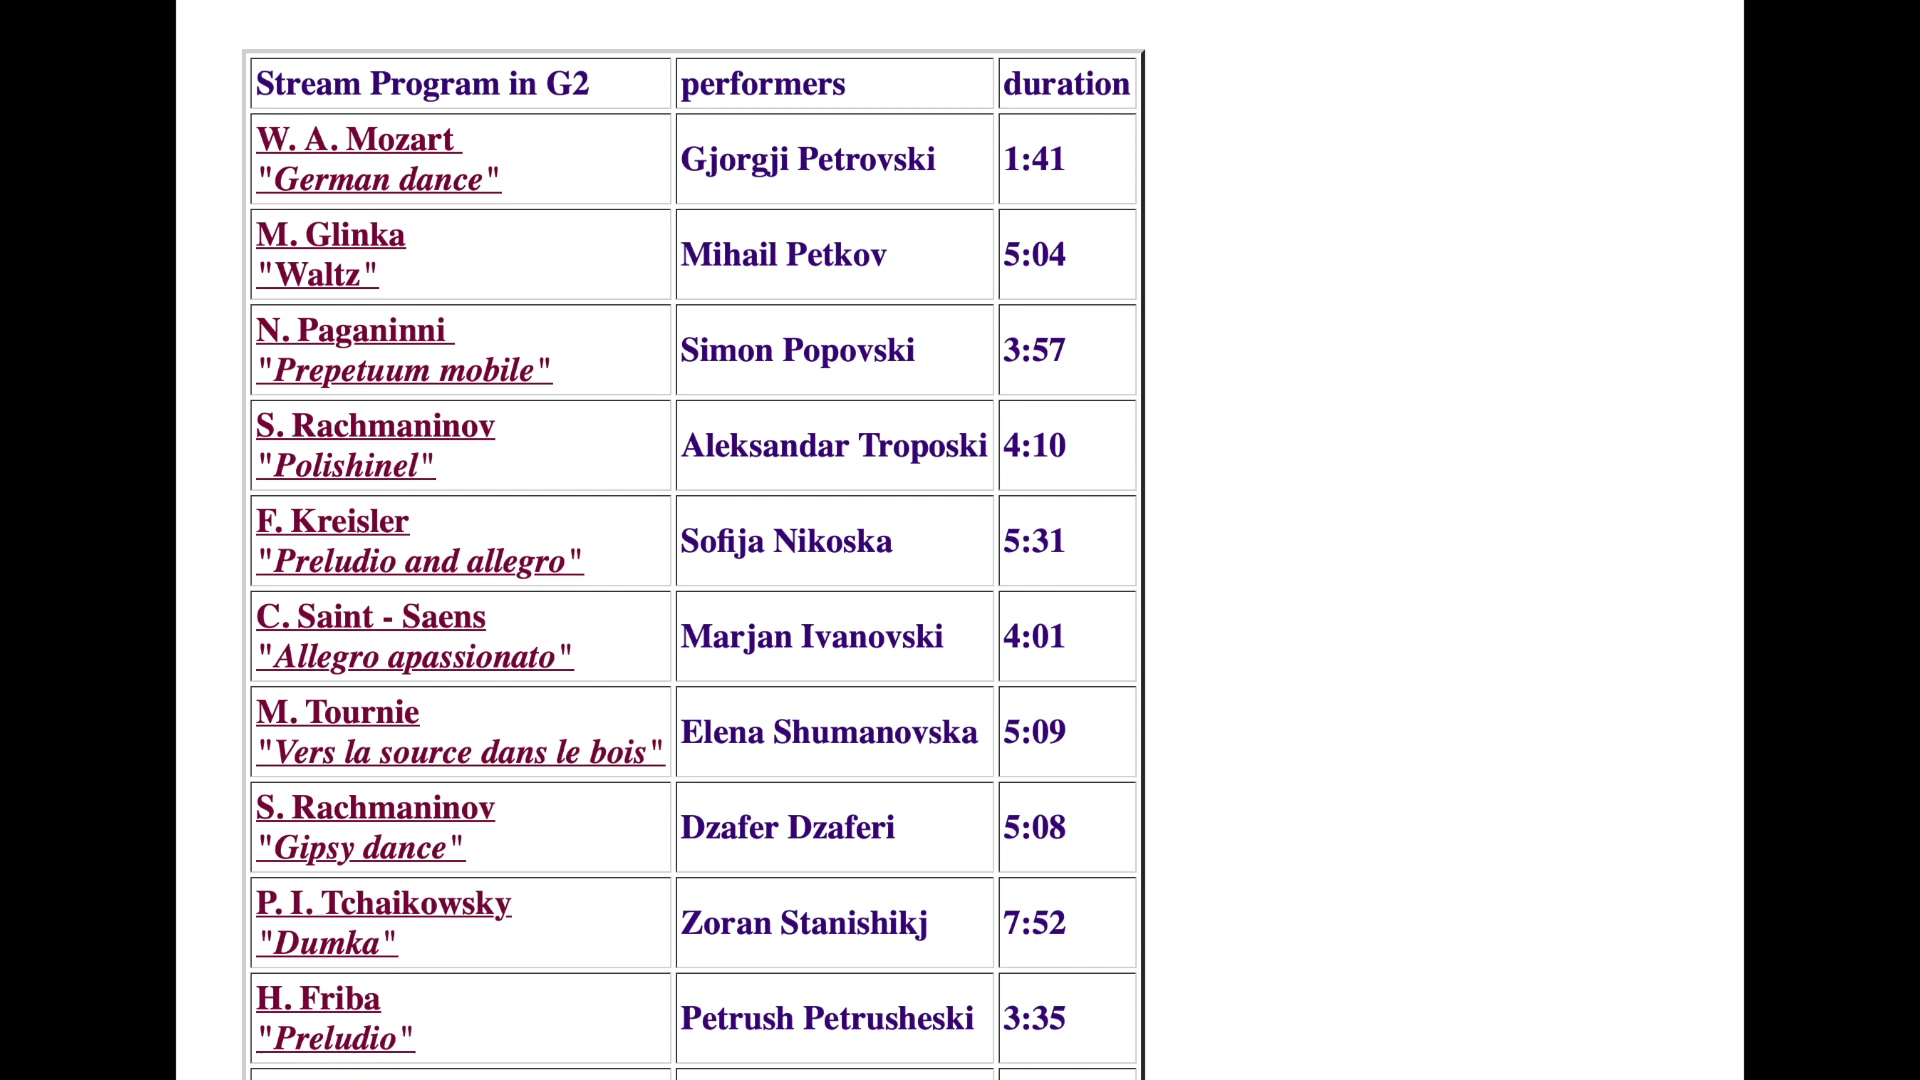 Stream Program in G2 performers duration
W. A. Mozart
"German dance"
Gjorgji Petrovski
1:41
M. Glinka
"Waltz"
Mihail Petkov
5:04
N. Paganinni
"Prepetuum mobile"
Simon Popovski
3:57
S. Rachmaninov
"Polishinel"
Aleksandar Troposki
4:10
F. Kreisler
"Preludio and allegro"
Sofija Nikoska
5:31
C. Saint - Saens
"Allegro apassionato"
Marjan Ivanovski
4:01
M. Tournie
"Vers la source dans le bois"
Elena Shumanovska
5:09
S. Rachmaninov
"Gipsy dance"
Dzafer Dzaferi
5:08
P. I. Tchaikowsky
"Dumka"
Zoran Stanishikj
7:52
H. Friba
"Preludio"
Petrush Petrusheski
3:35